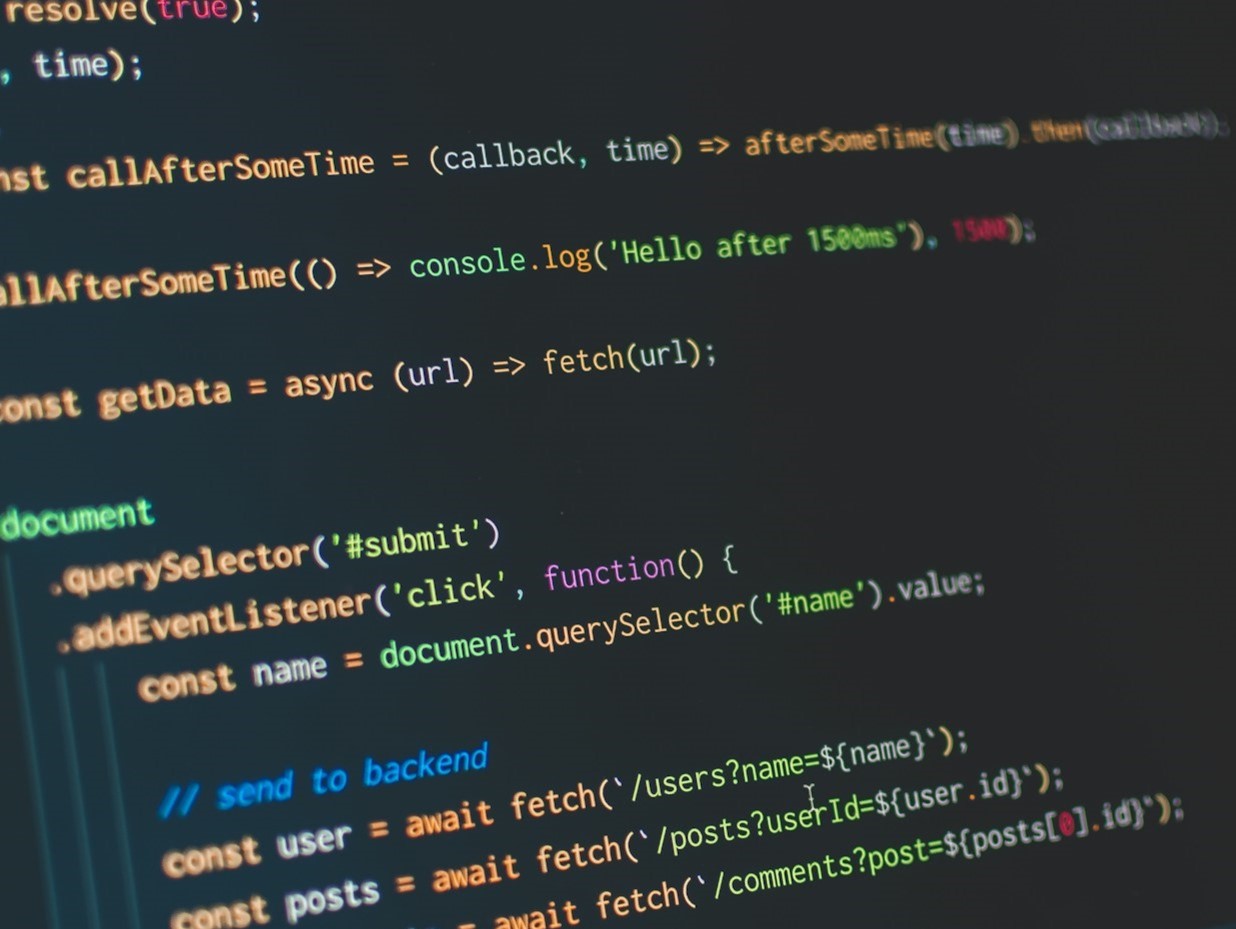 resolve(true);
, time);
nst callAfterSomeTime = (callback, time) => afterSomeTime(time).then(callback);
allAfterSomeTime(() => console.log('Hello after 1500ms'), 1500);
const getData = async (url) => fetch(url);
document
.querySelector('#submit')
.addEventListener('click', function() {
const name = document.querySelector('#name').value;
// send to backend
const user = await fetch(`/users?name=${name}`);
const posts = await fetch(`/posts?userId=${user.id}`);
= await fetch(`/comments?post=${posts[0].id}`);